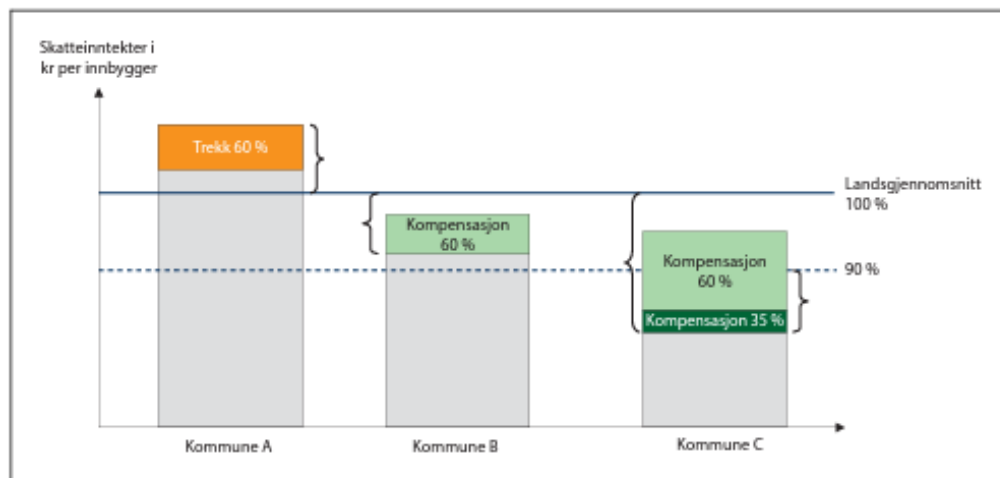 Skatteinntekter i
kr per innbygger
Trekk 60 %
Landsgjennomsnitt
100 %
Kompensasjon
60 %
Kompensasjon
60 %
90 %
Kompensasjon 35 %
Kommune A
Kommune B
Kommune C